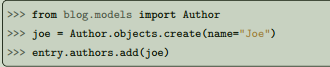 >>> from blog.models import Author
>>> joe = Author.objects.create(name="Joe")
>>> entry.authors.add(joe)